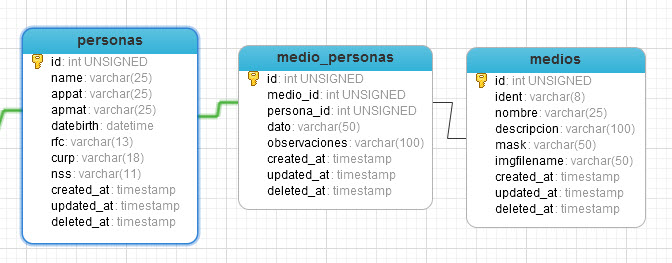 personas
id: int UNSIGNED
name: varchar(25)
appat: varchar(25)
apmat: varchar(25)
datebirth: datetime
rfc: varchar(13)
curp: varchar(18)
nss: varchar(11)
created_at: timestamp
updated_at: timestamp
deleted_at: timestamp
medio_personas
id: int UNSIGNED
medio_id: int UNSIGNED
persona_id: int UNSIGNED
dato: varchar(50)
observaciones: varchar(100)
created_at: timestamp
updated_at: timestamp
deleted_at: timestamp
medios
id: int UNSIGNED
ident: varchar(8)
nombre: varchar(25)
descripcion: varchar(100)
mask: varchar(50)
imgfilename: varchar(50)
created_at: timestamp
updated_at: timestamp
deleted_at: timestamp